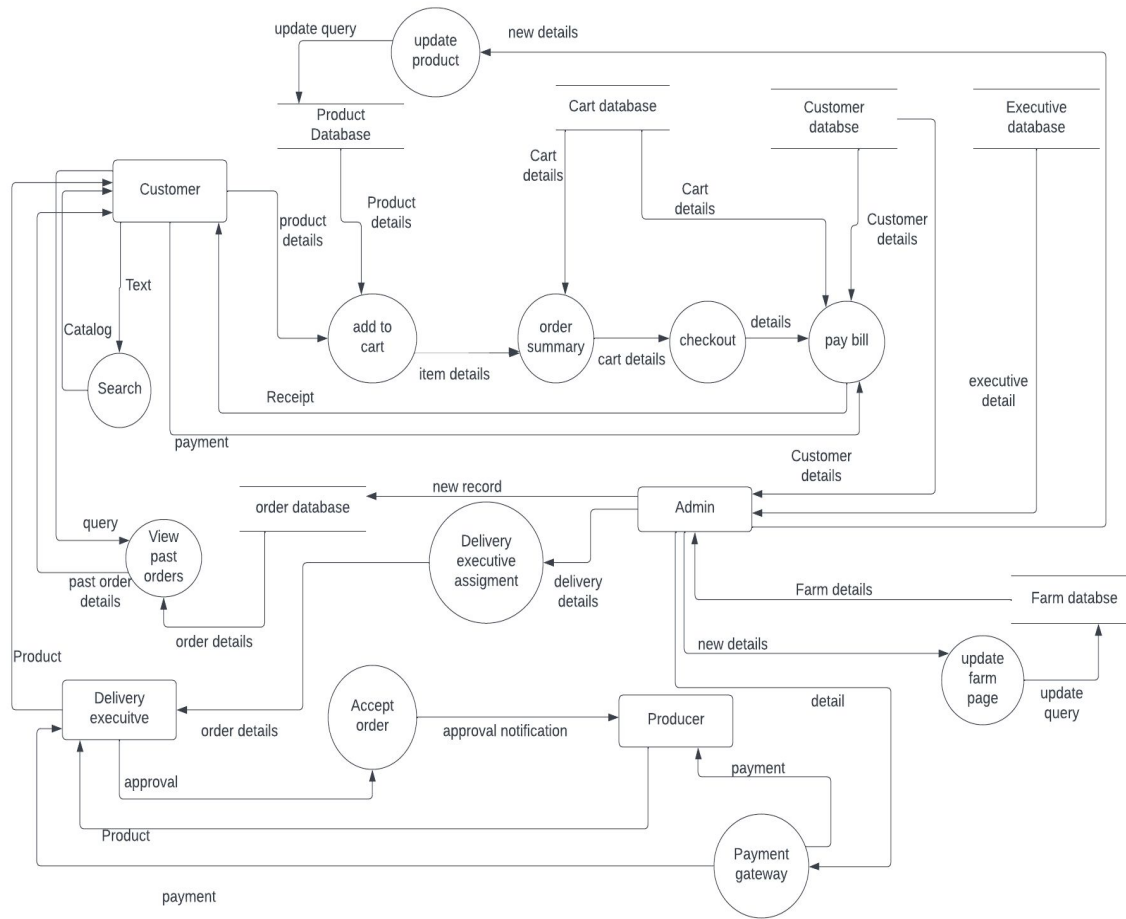 update query
update
product
new details
Product
Database
Cart database
Customer
databse
Executive
database
Customer
Cart
details
Cart
details
Product
details
product
details
Customer
details
Text
Catalog
Search
add to
cart
item details
order
summary
cart details
checkout
details
pay bill
executive
detail
Receipt
payment
Customer
details
new record
order database
Admin
query
View
past
orders
past order
details
order details
Delivery
executive
assigment
delivery
details
Farm details
Farm databse
new details
update
farm
page
update
query
Product
Delivery
execuitve
order details
Accept
order
approval notification
Producer
detail
approval
payment
Product
Payment
gateway
payment